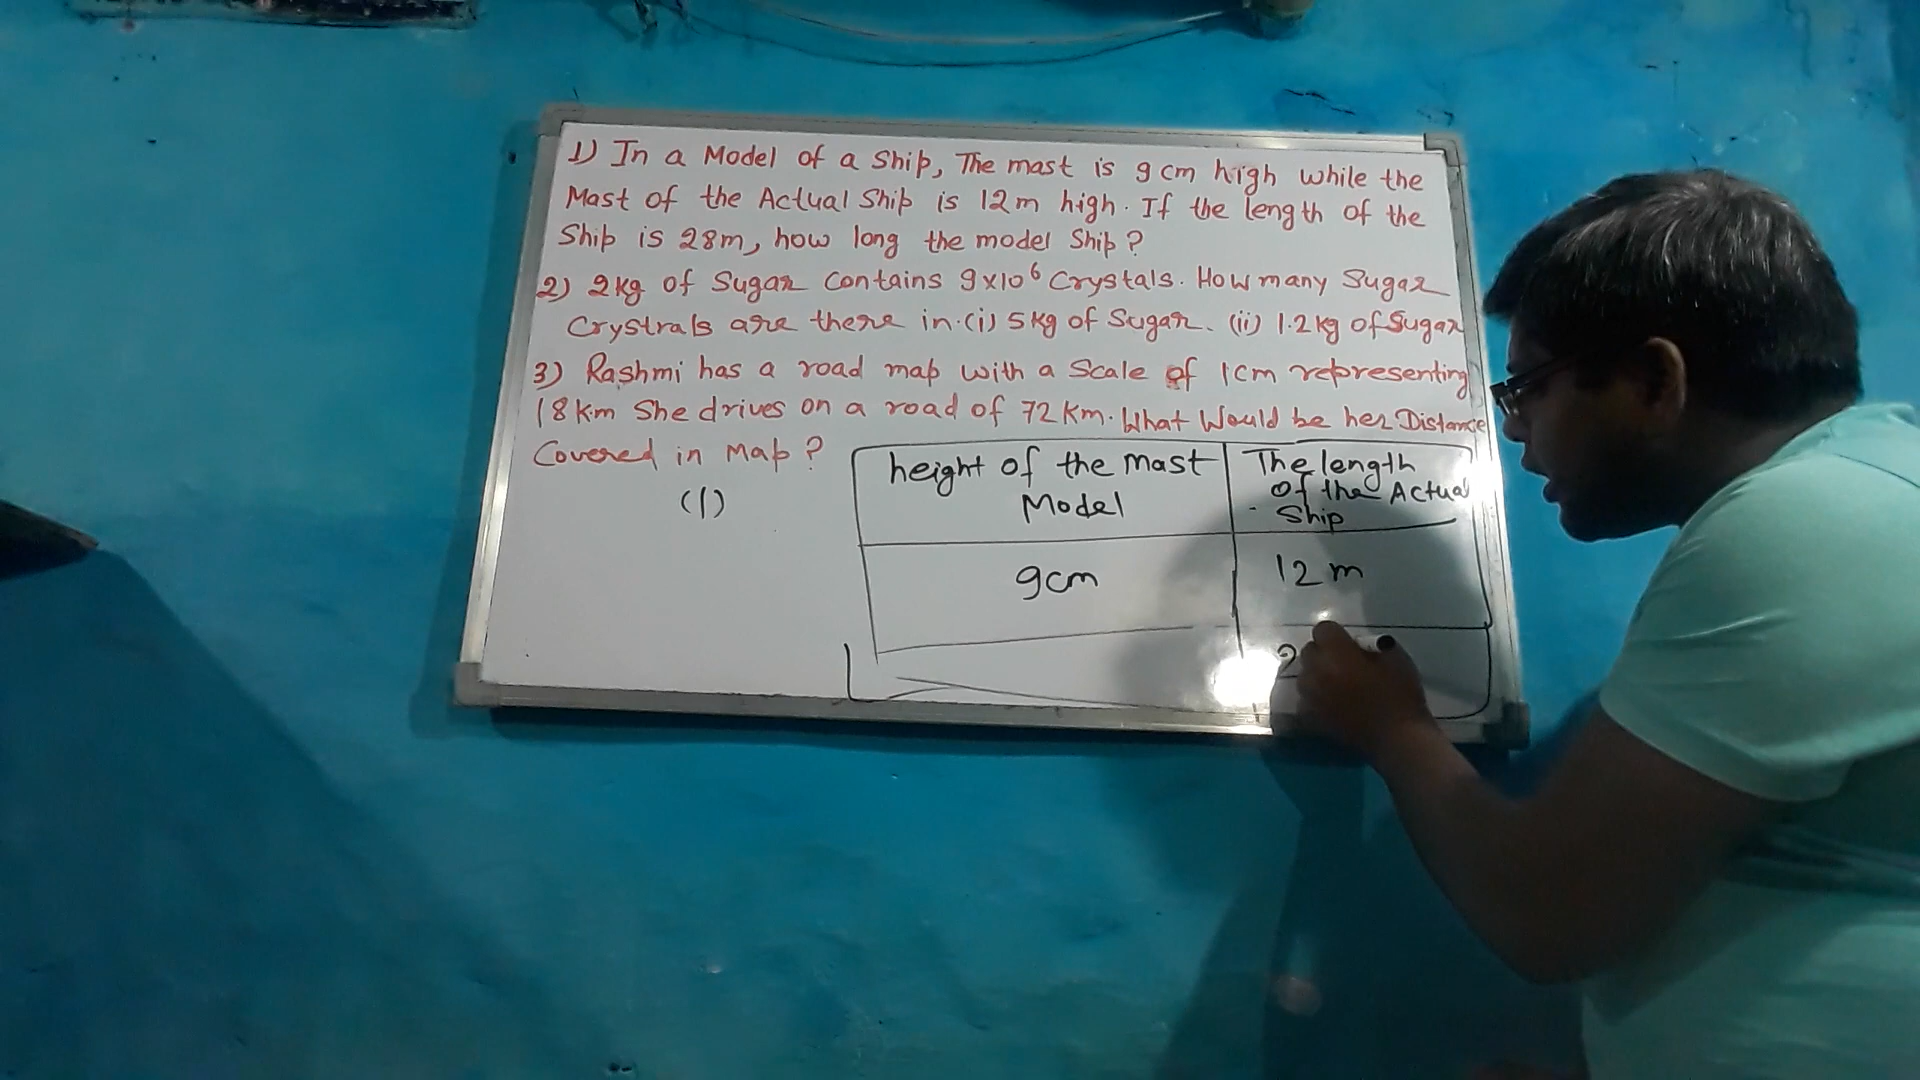 1) In a Model of a Ship, The mast is 9cm high while the
Mast of the Actual Ship is 12m high. If the length of the
Ship is 28m, how long the model Ship?
2) 2kg of Sugar Contains 9x10⁶ Crystals. How many Sugar
Crystrals are there in.(i) 5kg of Sugar. (ii) 1.2kg of Sugar
3) Rashmi has a road map with a Scale of 1cm representing
18km She drives on a road of 72km. What Would be her Distance
Covered in Map?
(1)
height of the mast
Model
The length
Of the Actual
Ship
9cm
12m
2